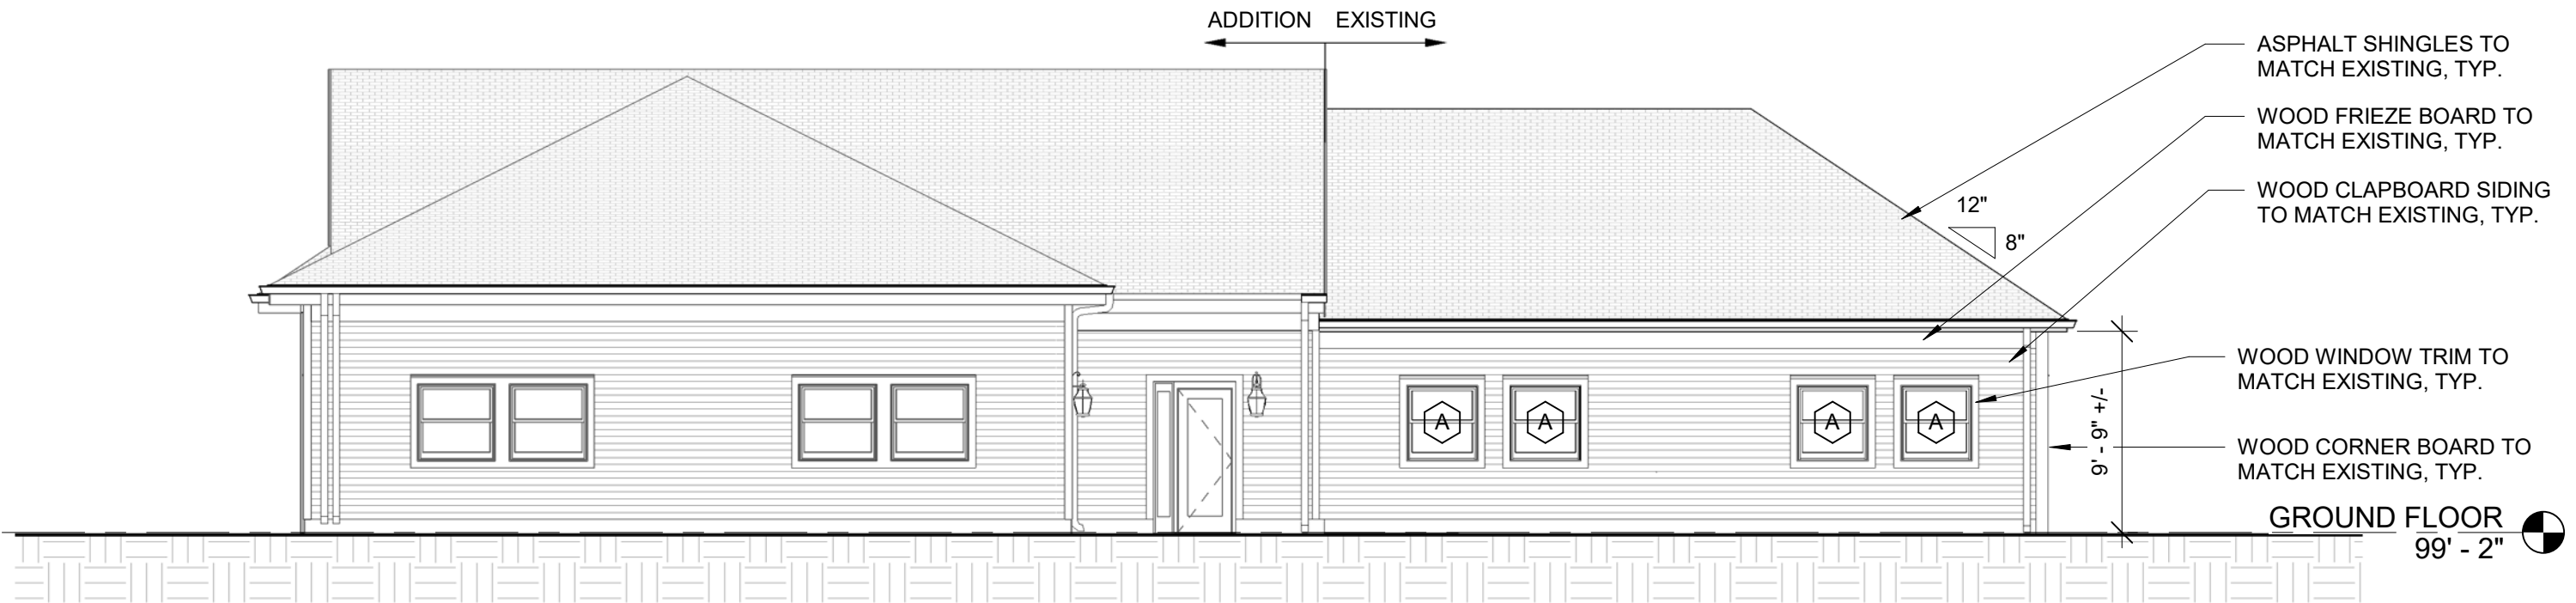 ADDITION EXISTING
ASPHALT SHINGLES TO
MATCH EXISTING, TYP.
WOOD FRIEZE BOARD TO
MATCH EXISTING, TYP.
WOOD CLAPBOARD SIDING
TO MATCH EXISTING, TYP.
12"
8"
WOOD WINDOW TRIM TO
MATCH EXISTING, TYP.
A A A A
9' - 9" +/-
WOOD CORNER BOARD TO
MATCH EXISTING, TYP.
GROUND FLOOR
99' - 2"